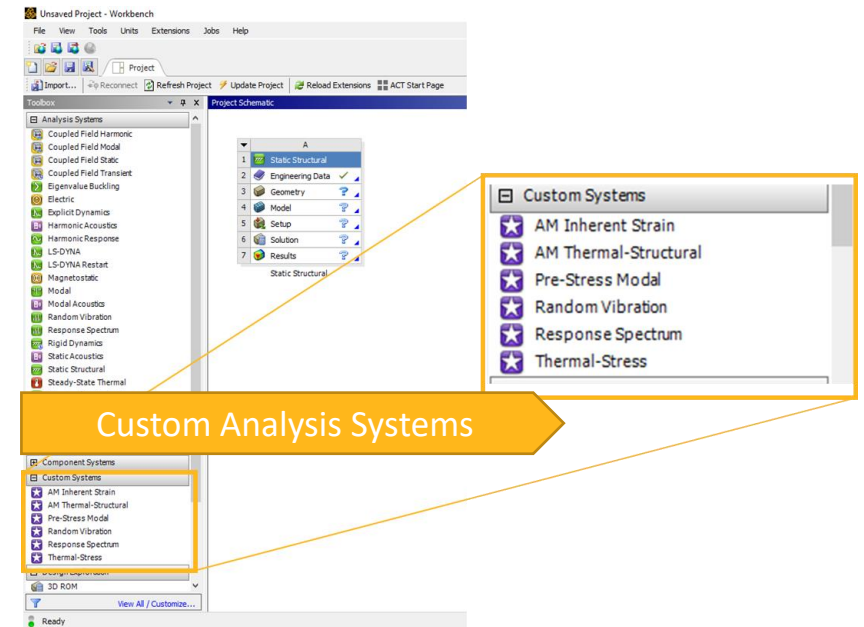 Unsaved Project - Workbench
File View Tools Units Extensions Jobs Help
Project
Import... Reconnect Refresh Project Update Project Reload Extensions ACT Start Page
Toolbox
Project Schematic
Analysis Systems
Coupled Field Harmonic
Coupled Field Modal
Coupled Field Static
Coupled Field Transient
Eigenvalue Buckling
Electric
Explicit Dynamics
Harmonic Acoustics
Harmonic Response
LS-DYNA
LS-DYNA Restart
Magnetostatic
Modal
Modal Acoustics
Random Vibration
Response Spectrum
Rigid Dynamics
Static Acoustics
Static Structural
Steady-State Thermal
A
1 Static Structural
2 Engineering Data
3 Geometry
4 Model
5 Setup
6 Solution
7 Results
Static Structural
Custom Systems
AM Inherent Strain
AM Thermal-Structural
Pre-Stress Modal
Random Vibration
Response Spectrum
Thermal-Stress
Custom Analysis Systems
Component Systems
Custom Systems
AM Inherent Strain
AM Thermal-Structural
Pre-Stress Modal
Random Vibration
Response Spectrum
Thermal-Stress
3D ROM
View All / Customize...
Ready